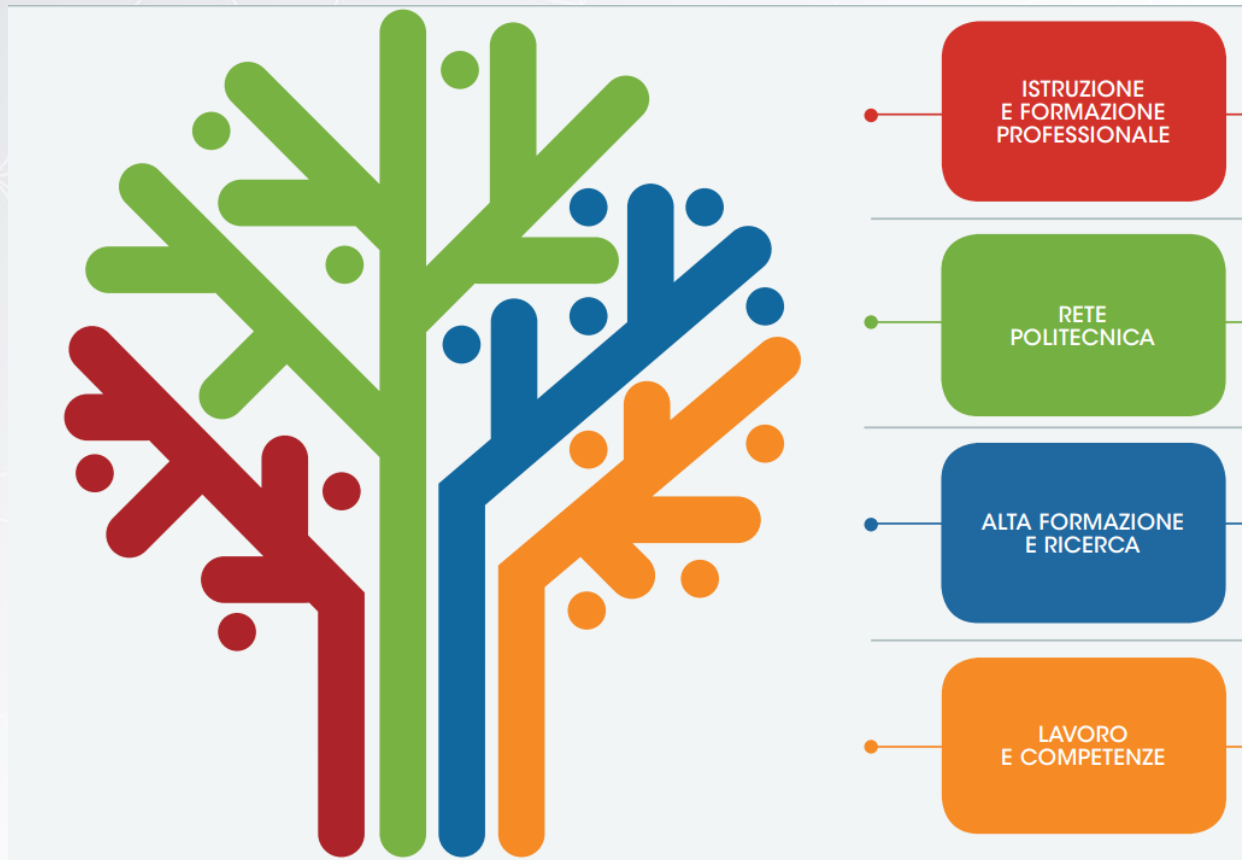 ISTRUZIONE
E FORMAZIONE
PROFESSIONALE
RETE
POLITECNICA
ALTA FORMAZIONE
E RICERCA
LAVORO
E COMPETENZE